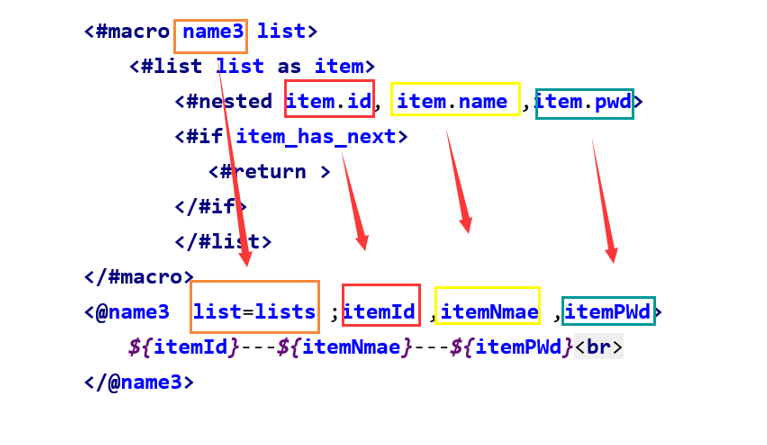 <#macro name3 list>
<#list list as item>
<#nested item.id, item.name ,item.pwd>
<#if item_has_next>
<#return >
</#if>
</#list>
</#macro>
<@name3 list=lists ;itemId ,itemNmae ,itemPWd>
${itemId}---${itemNmae}---${itemPWd}<br>
</@name3>